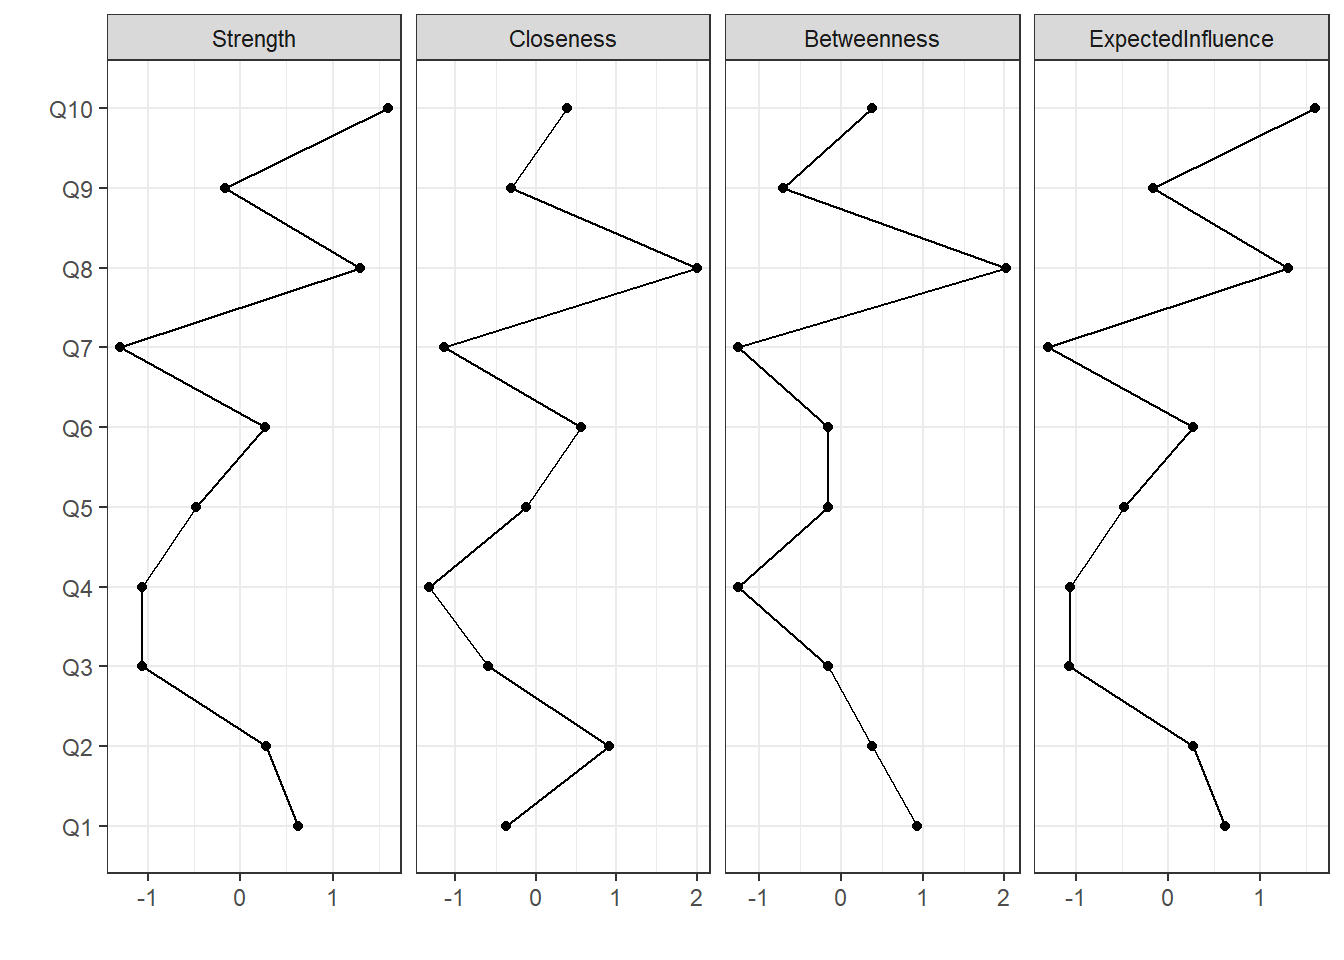 Strength Closeness Betweenness ExpectedInfluence
Q10
Q9
Q8
Q7
Q6
Q5
Q4
Q3
Q2
Q1
-1 0 1 -1 0 1 2 -1 0 1 2 -1 0 1